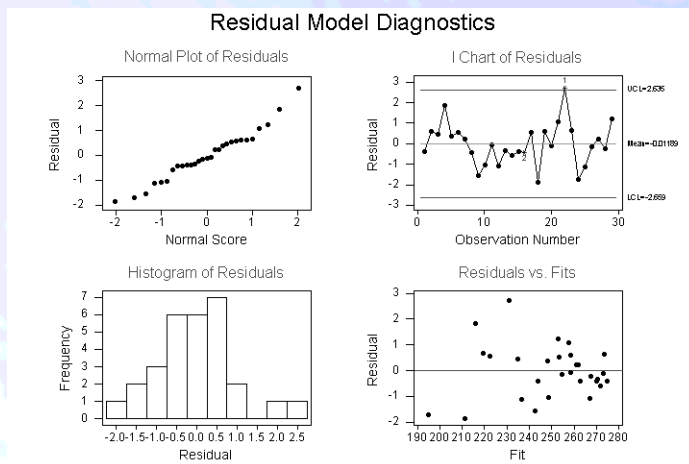 Residual Model Diagnostics
Normal Plot of Residuals
3
2
1
0
-1
-2
Residual
-2 -1 0 1 2
Normal Score
I Chart of Residuals
3
2
1
0
-1
-2
-3
Residual
1
2
UCL=2.635
Mean=-0.01189
LCL=-2.659
0 10 20 30
Observation Number
Histogram of Residuals
7
6
5
4
3
2
1
0
Frequency
-2.0 -1.5 -1.0 -0.5 0.0 0.5 1.0 1.5 2.0 2.5
Residual
Residuals vs. Fits
3
2
1
0
-1
-2
Residual
190 200 210 220 230 240 250 260 270 280
Fit